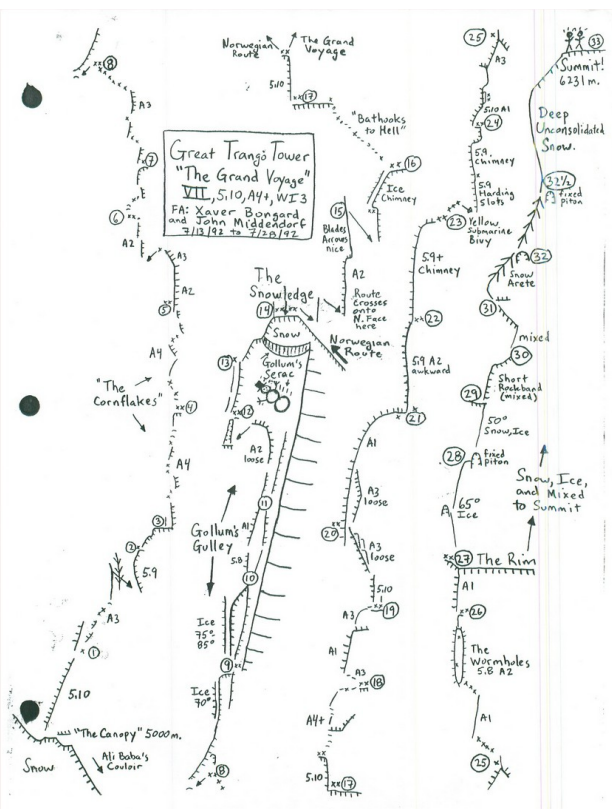 Great Trango Tower
"The Grand Voyage"
VII, 5.10, A4+, WI3
FA: Xaver Bongard
and John Middendorf
7/13/92 to 7/28/92
8
A3
7
6
A2
A3
A2
5
A4
"The
Cornflakes"
4
A4
3
2
5.9
A3
1
5.10
"The Canopy" 5000m.
Ali Baba's
Couloir
Snow
The
Snowledge
14
Snow
Norwegian
Route
13
Gollum's
Serac
12
A2
loose
11
Gollum's
Gulley
A1
5.8
10
Ice
75°-
85°
9
Ice
70°
8
Norwegian
Route
The Grand
Voyage
5.10
17
"Bathooks
to Hell"
16
Ice
Chimney
15
Blades
Arrows
nice
A2
Route
Crosses
onto
N. Face
here
23
Yellow
Submarine
Bivy
5.9+
Chimney
22
5.9 A2
awkward
21
A1
A3
loose
20
A3
loose
5.10
19
A3
A1
A3
18
A4+
5.10
17
25
A3
5.10 A1
24
5.9
Chimney
5.9
Harding
Slots
33
Summit!
6231m.
Deep
Unconsolidated
Snow.
32 1/2
fixed
piton
32
Snow
Arete
31
mixed
30
Short
Rockband
(mixed)
29
50°
Snow, Ice
28
fixed
piton
Snow, Ice,
and Mixed
to Summit
65°
Ice
27
The Rim
A1
26
The
Wormholes
5.8 A2
A1
25